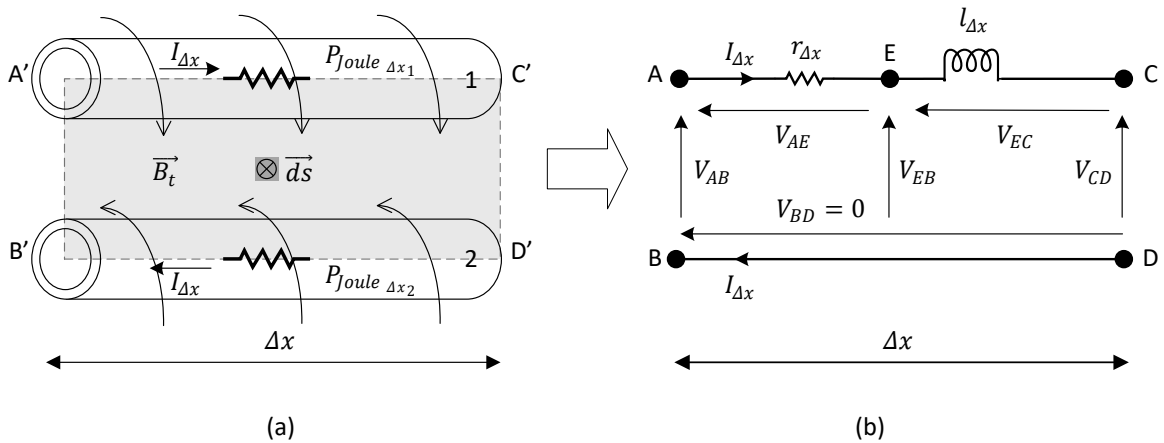 A'
I_Δx
P_Joule Δx₁
1
C'
B_t
ds
B'
I_Δx
P_Joule Δx₂
2
D'
Δx
(a)
A
I_Δx
r_Δx
E
l_Δx
C
V_AE
V_EC
V_AB
V_EB
V_CD
V_BD = 0
B
I_Δx
D
Δx
(b)